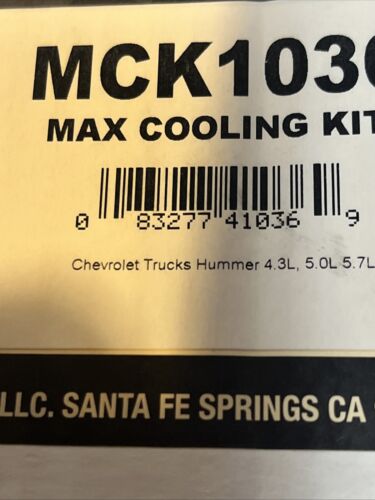 MCK103
MAX COOLING KIT
0 83277 41036 9
Chevrolet Trucks Hummer 4.3L, 5.0L 5.7L
LLC. SANTA FE SPRINGS CA